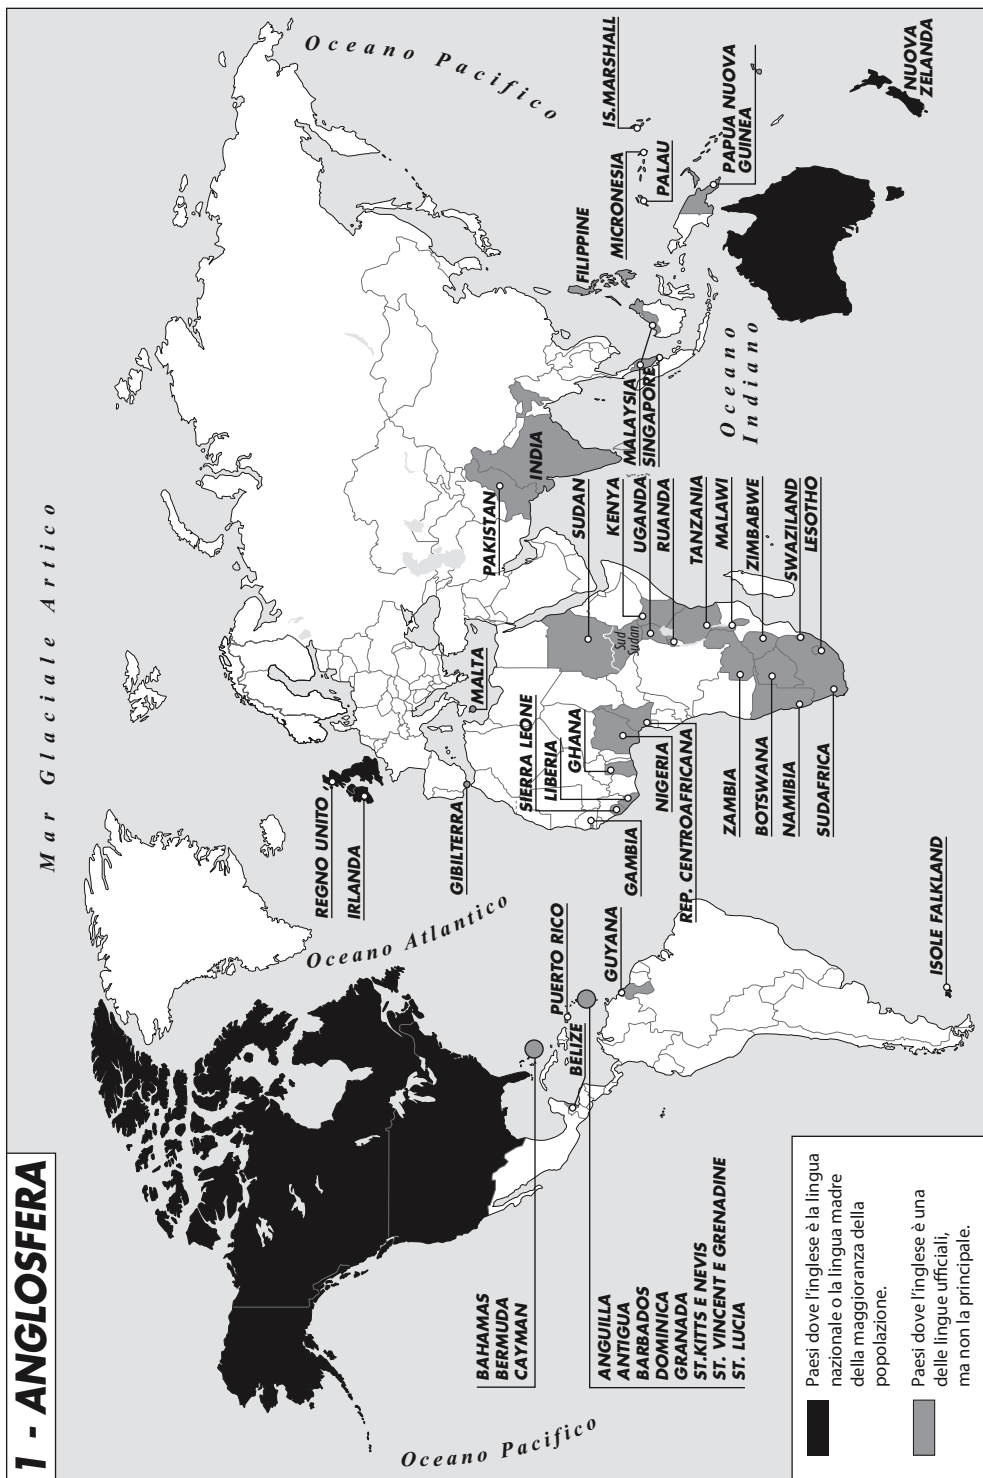 1 - ANGLOSFERA
Mar Glaciale Artico
Oceano Pacifico
Oceano Atlantico
Oceano Pacifico
Oceano
Indiano
REGNO UNITO
IRLANDA
GIBILTERRA
MALTA
PAKISTAN
INDIA
FILIPPINE
MICRONESIA
IS.MARSHALL
PALAU
PAPUA NUOVA
GUINEA
NUOVA
ZELANDA
MALAYSIA
SINGAPORE
SUDAN
Sud
Sudan
KENYA
UGANDA
RUANDA
TANZANIA
MALAWI
ZIMBABWE
SWAZILAND
LESOTHO
SIERRA LEONE
LIBERIA
GHANA
GAMBIA
NIGERIA
REP. CENTROAFRICANA
ZAMBIA
BOTSWANA
NAMIBIA
SUDAFRICA
PUERTO RICO
BELIZE
GUYANA
ISOLE FALKLAND
BAHAMAS
BERMUDA
CAYMAN
ANGUILLA
ANTIGUA
BARBADOS
DOMINICA
GRANADA
ST.KITTS E NEVIS
ST. VINCENT E GRENADINE
ST. LUCIA
Paesi dove l'inglese è la lingua
nazionale o la lingua madre
della maggioranza della
popolazione.
Paesi dove l'inglese è una
delle lingue ufficiali,
ma non la principale.